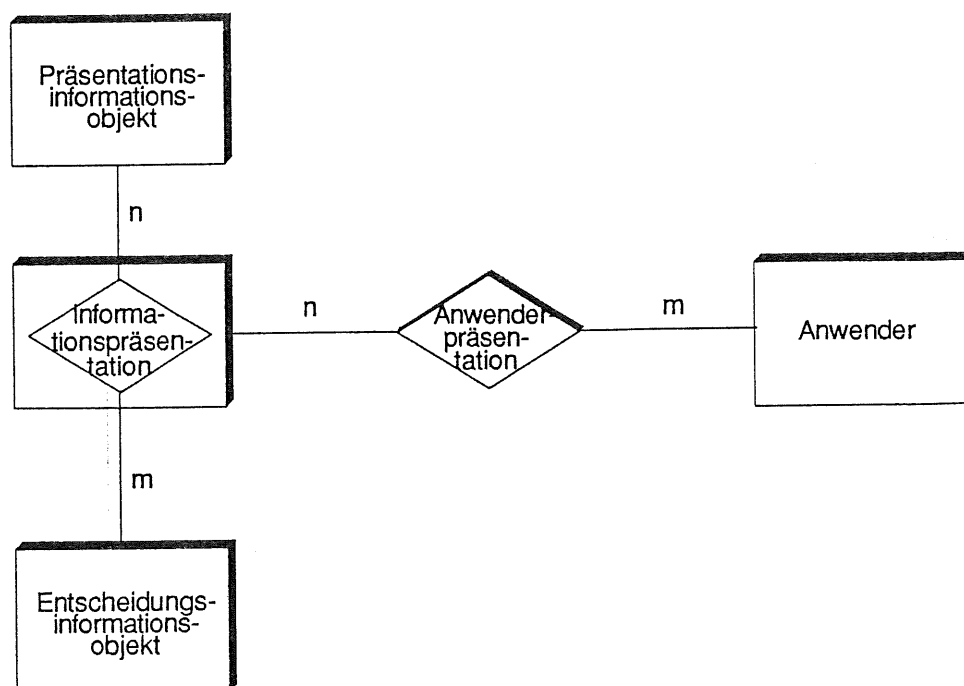 Präsentations-
informations-
objekt
n
Informa-
tionspräsen-
tation
n
Anwender-
präsen-
tation
m
Anwender
m
Entscheidungs-
informations-
objekt